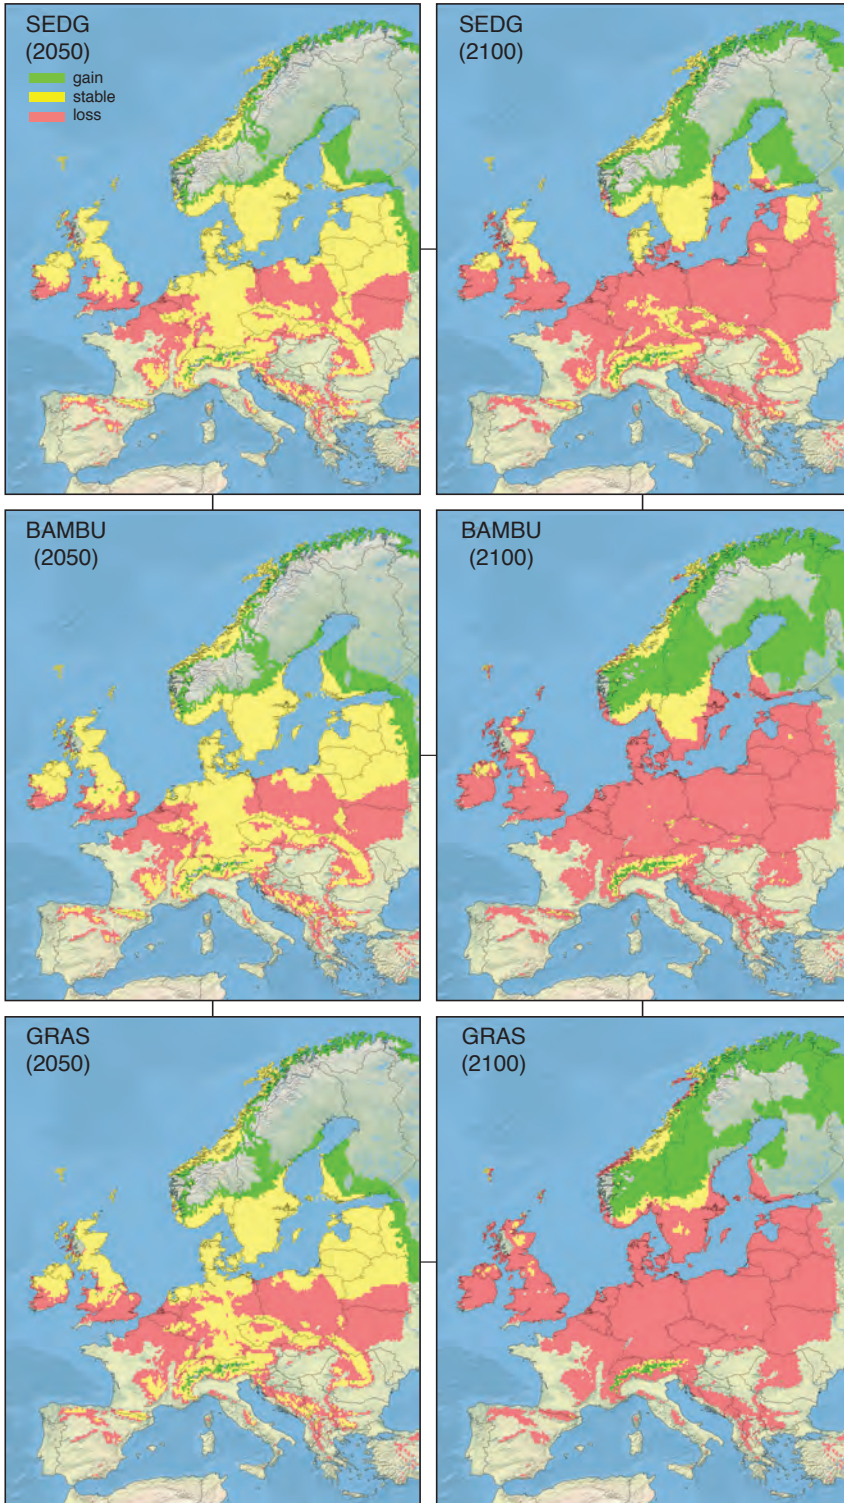 SEDG
(2050)
gain
stable
loss
SEDG
(2100)
BAMBU
(2050)
BAMBU
(2100)
GRAS
(2050)
GRAS
(2100)